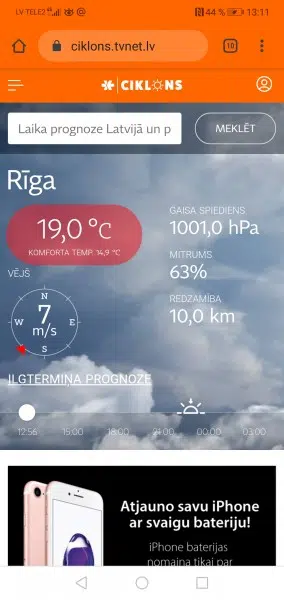 LV TELE2 44 % 13:11
ciklons.tvnet.lv 10
CIKLONS
Laika prognoze Latvijā un p MEKLĒT
Rīga
19,0 °C
KOMFORTA TEMP. 14,9 °C
GAISA SPIEDIENS
1001,0 hPa
MITRUMS
63%
REDZAMĪBA
10,0 km
VĒJŠ
N
W 7 E
m/s
S
ILGTERMIŅA PROGNOZE
12:56 15:00 18:00 21:00 00:00 03:00
Atjauno savu iPhone
ar svaigu bateriju!
iPhone baterijas
nomaiņa tikai par